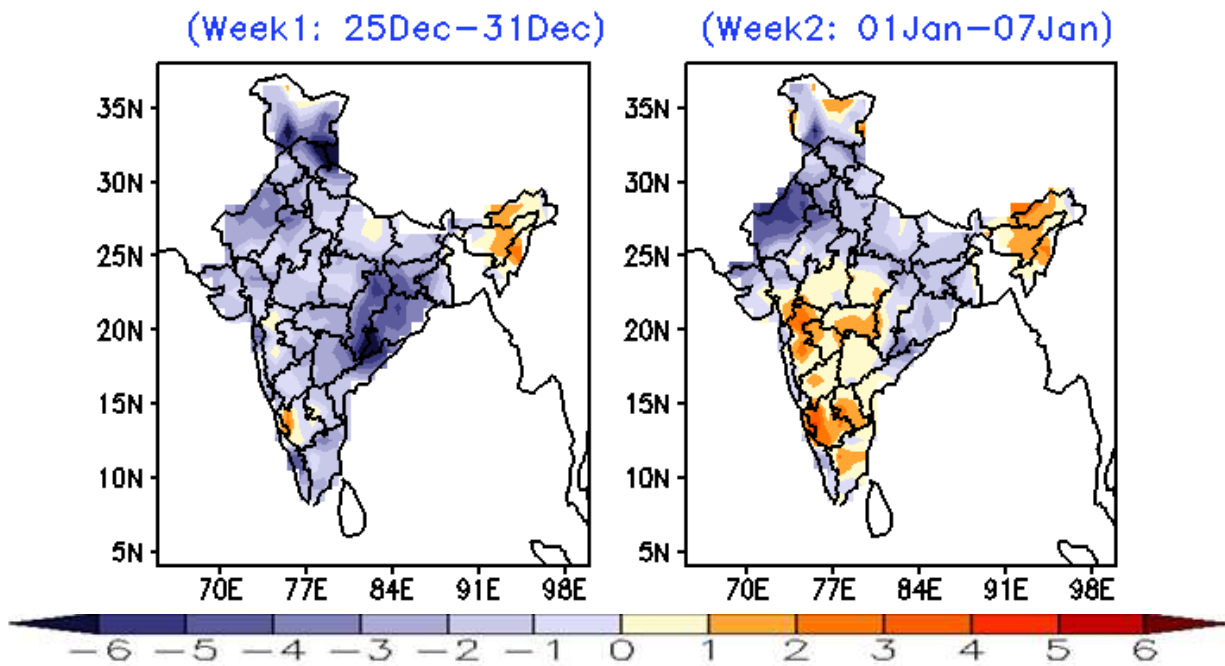 (Week1: 25Dec–31Dec) (Week2: 01Jan–07Jan)
35N 35N
30N 30N
25N 25N
20N 20N
15N 15N
10N 10N
5N 5N
70E 77E 84E 91E 98E 70E 77E 84E 91E 98E
−6 −5 −4 −3 −2 −1 0 1 2 3 4 5 6